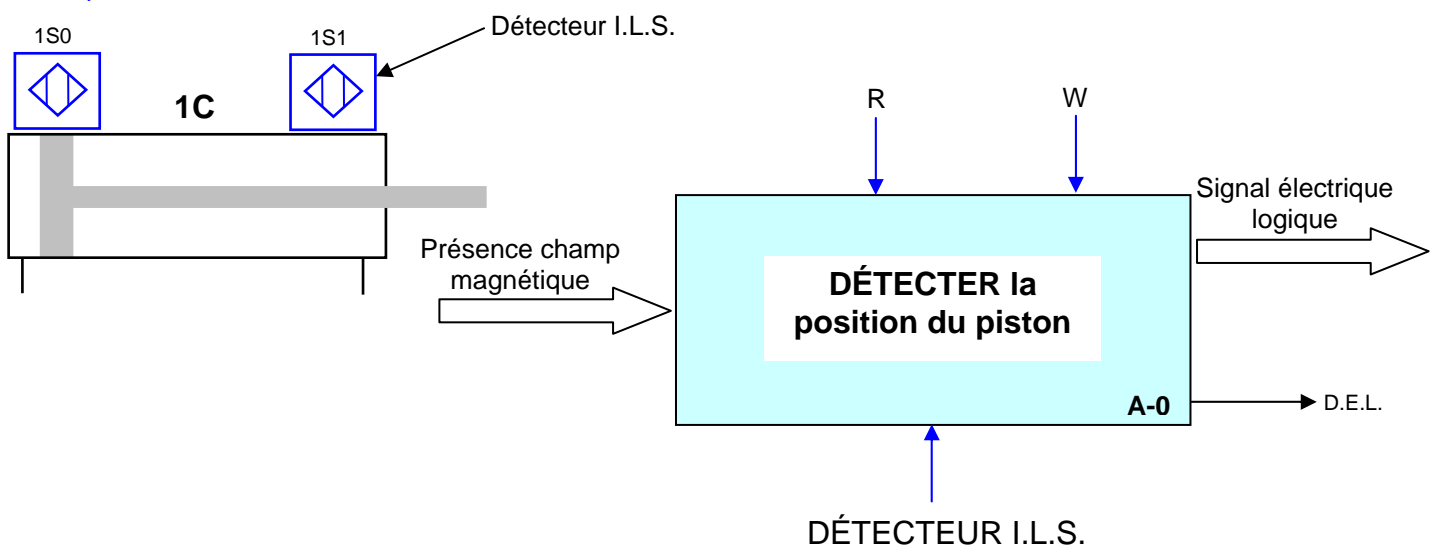 1S0
1S1
Détecteur I.L.S.
1C
R
W
Présence champ
magnétique
DÉTECTER la
position du piston
A-0
Signal électrique
logique
D.E.L.
DÉTECTEUR I.L.S.